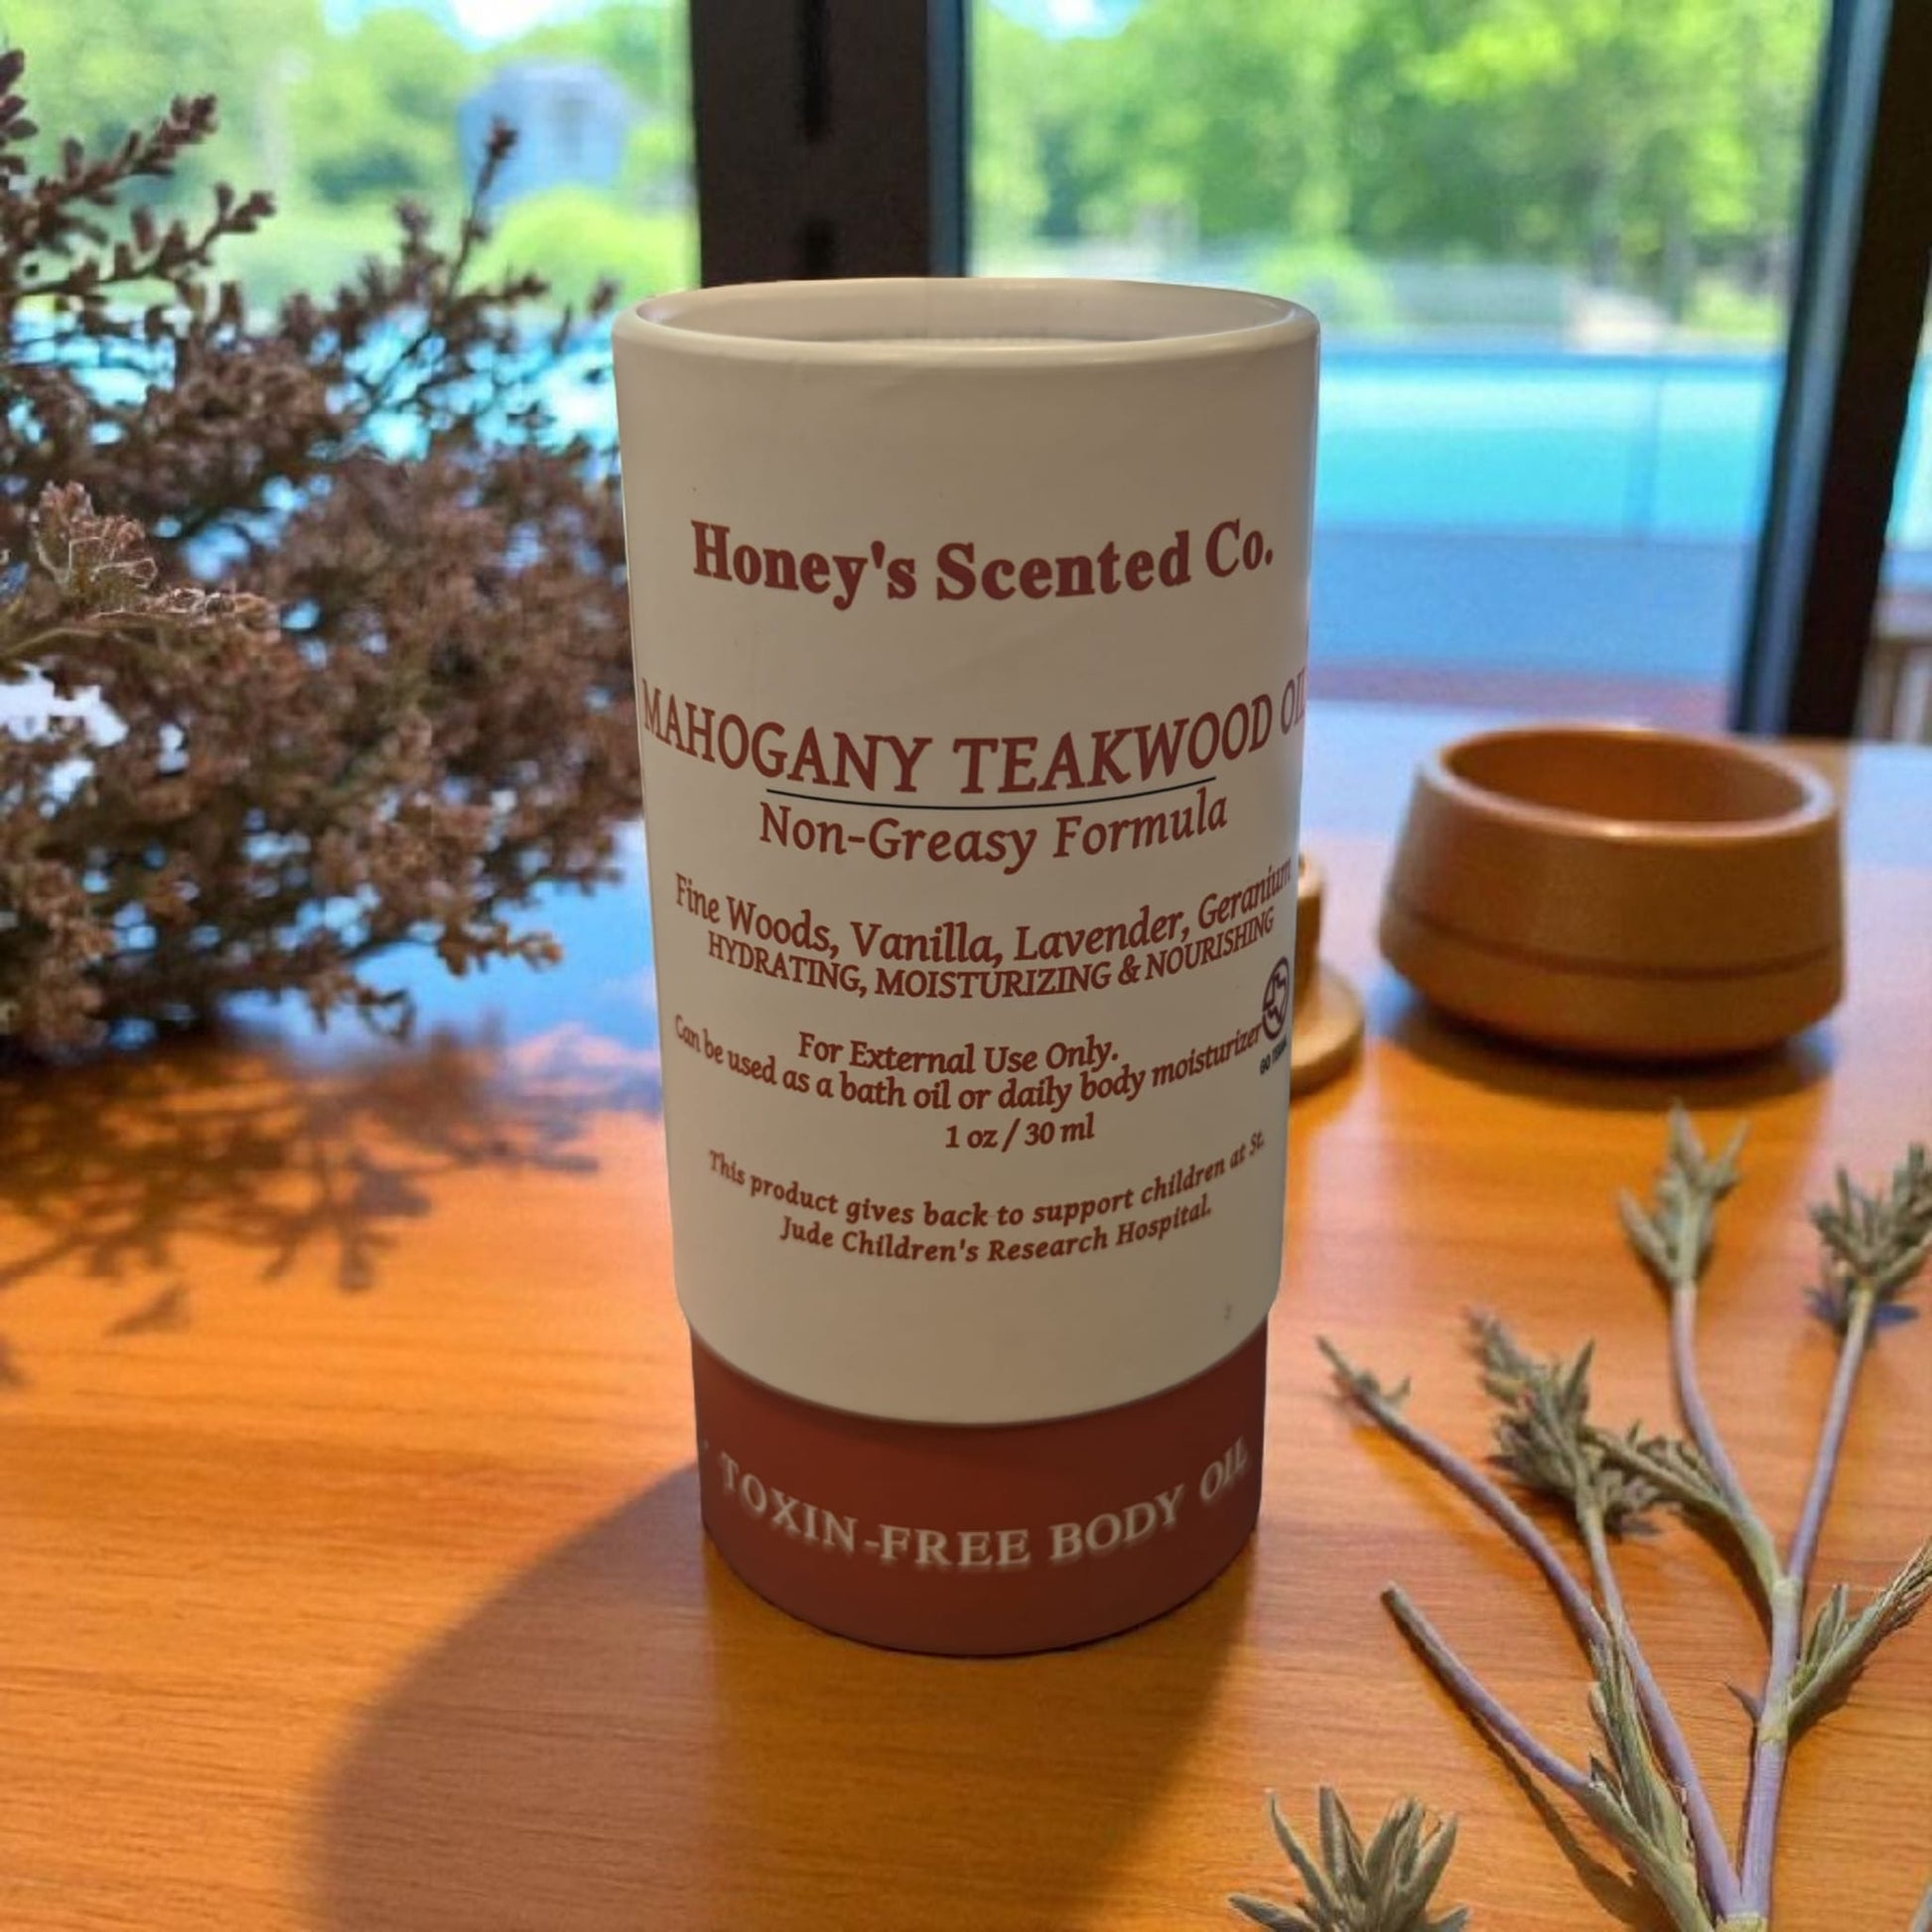 Honey's Scented Co.
MAHOGANY TEAKWOOD OIL
Non-Greasy Formula
Fine Woods, Vanilla, Lavender, Geranium
HYDRATING, MOISTURIZING & NOURISHING
For External Use Only.
Can be used as a bath oil or daily body moisturizer
1 oz / 30 ml
This product gives back to support children at St.
Jude Children's Research Hospital.
TOXIN-FREE BODY OIL